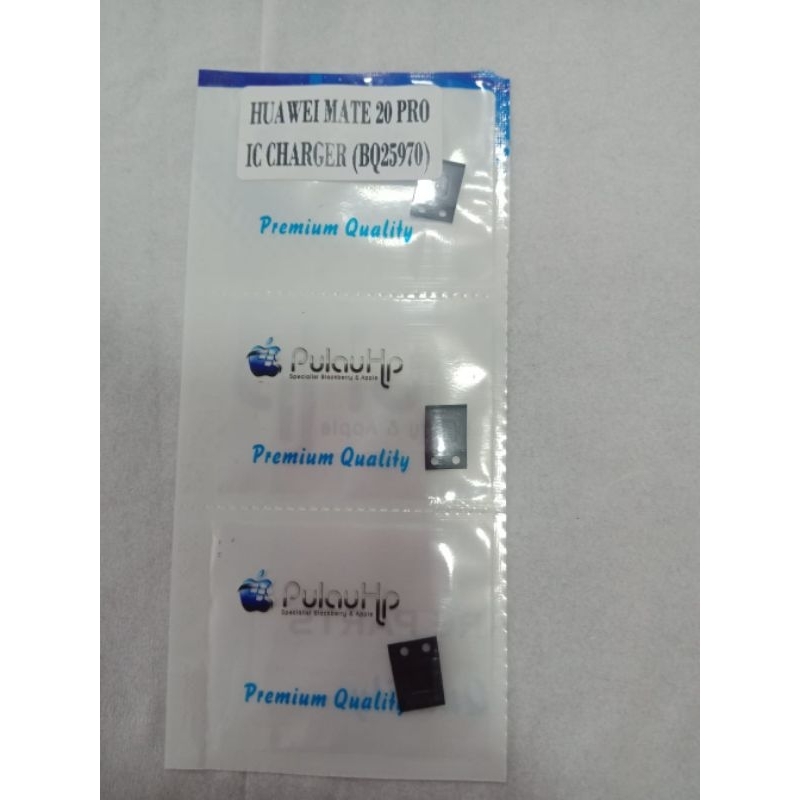 HUAWEI MATE 20 PRO
IC CHARGER (BQ25970)
Premium Quality
PulauHp
Specialist Blackberry & Apple
Premium Quality
PulauHp
Specialist Blackberry & Apple
Premium Quality